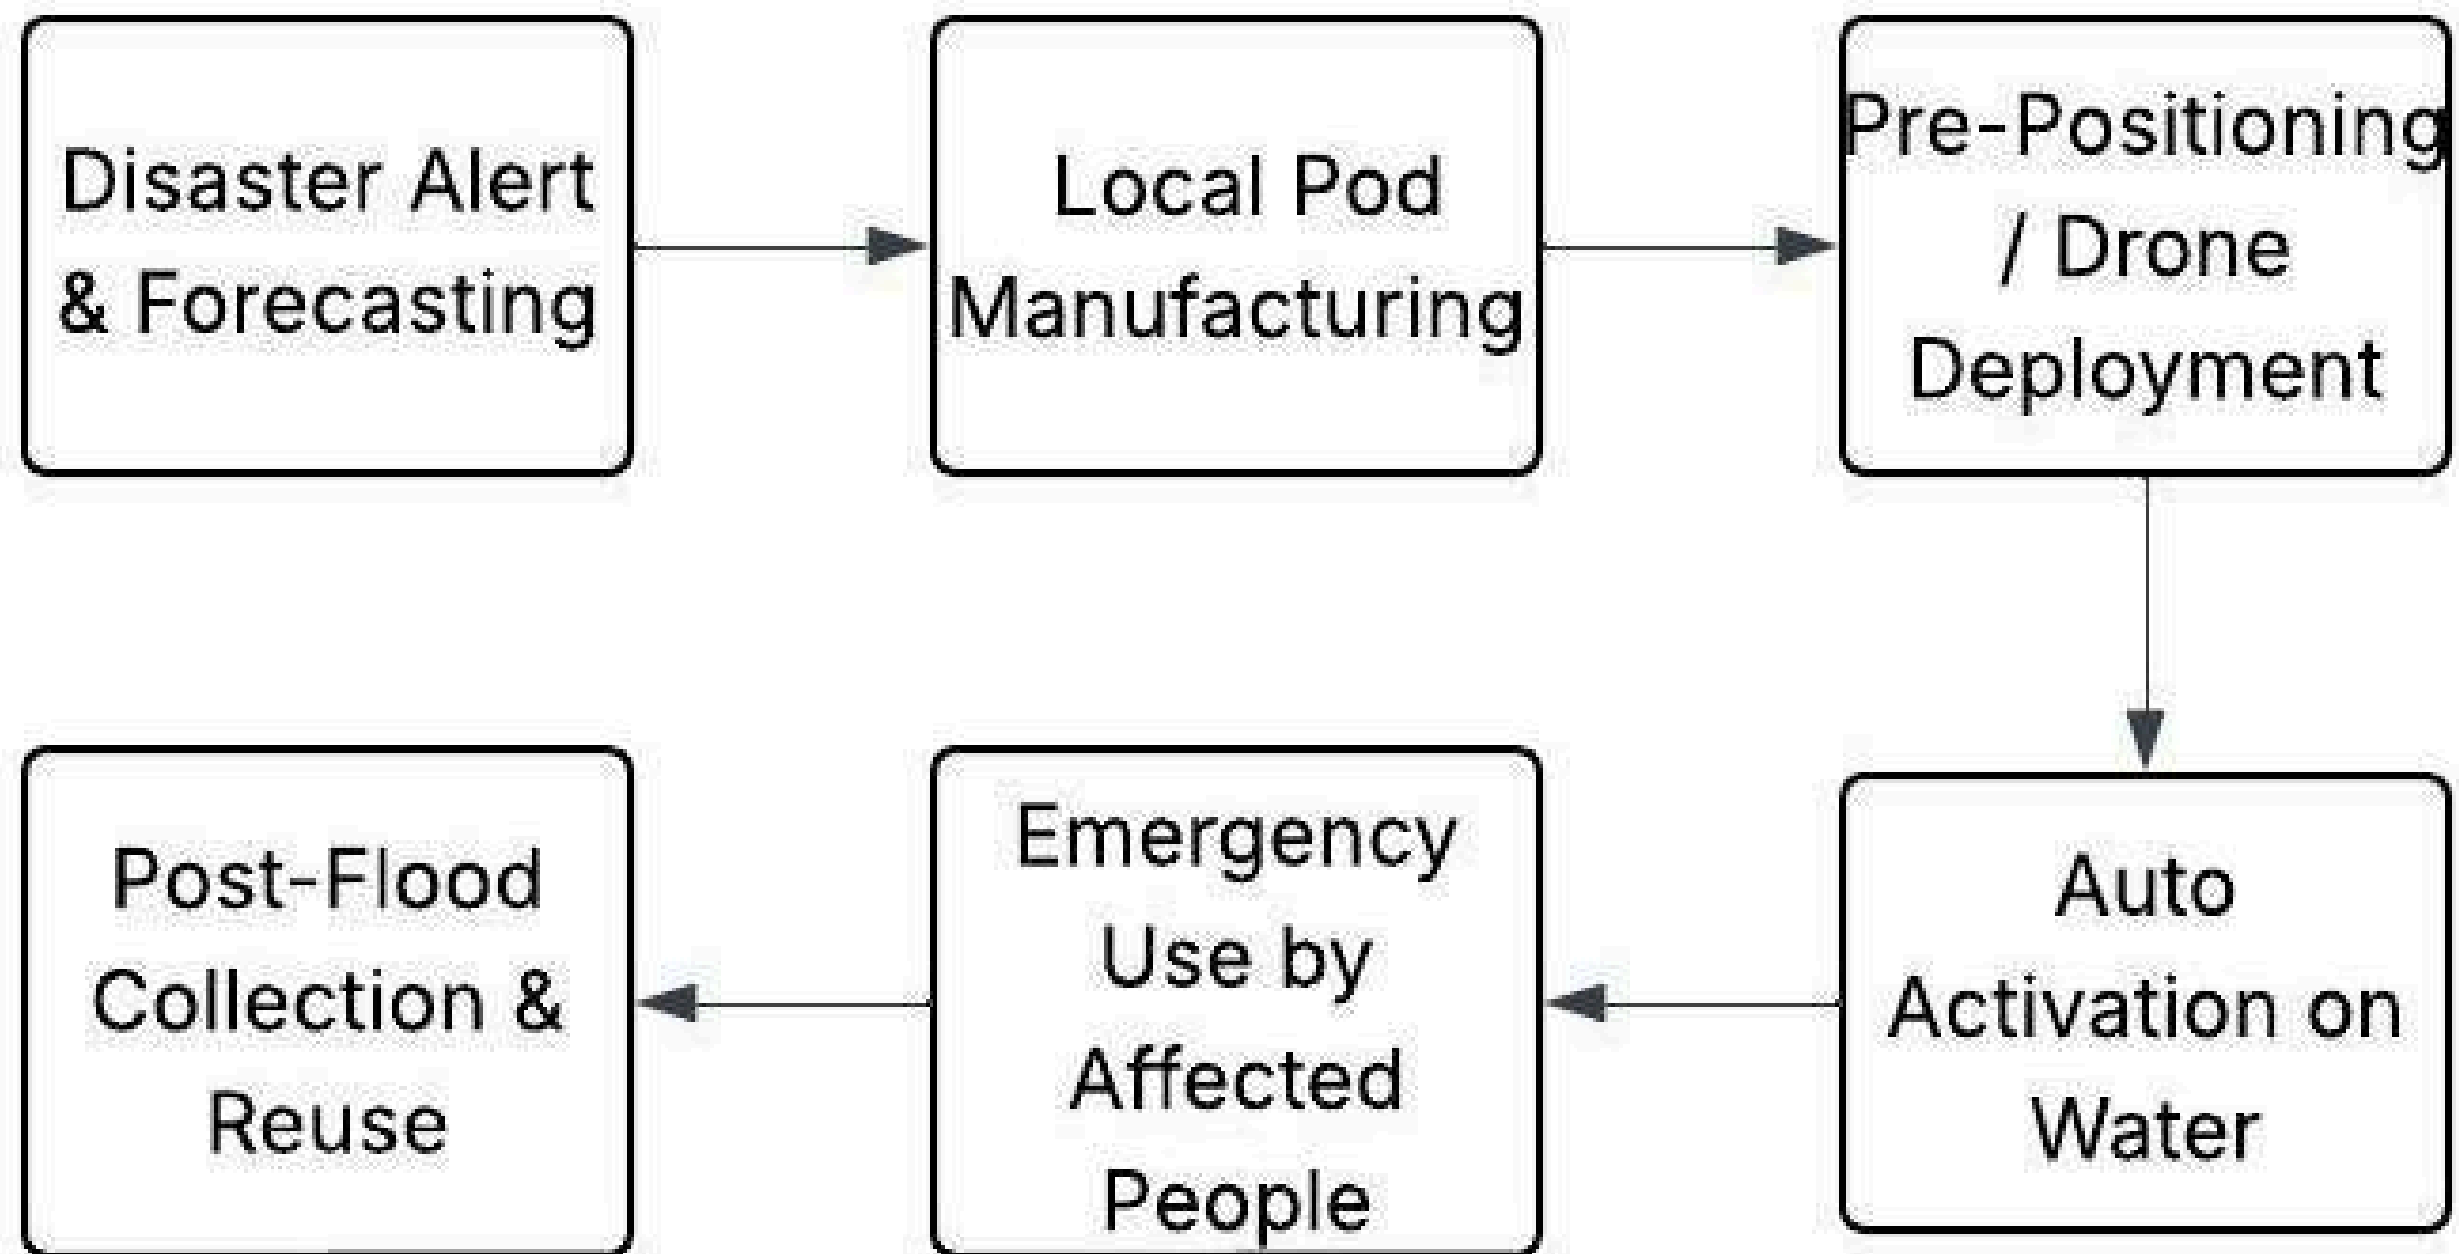 Disaster Alert
& Forecasting
Local Pod
Manufacturing
Pre-Positioning
/ Drone
Deployment
Auto
Activation on
Water
Emergency
Use by
Affected
People
Post-Flood
Collection &
Reuse